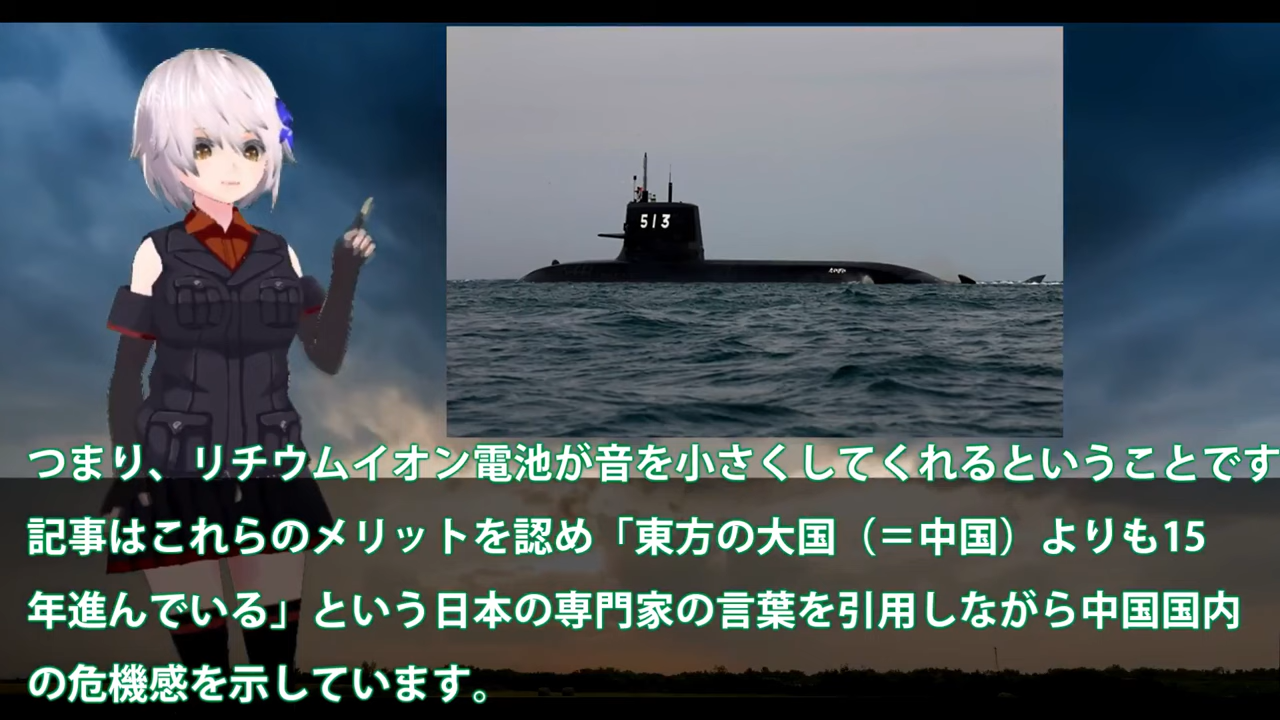 513
つまり、リチウムイオン電池が音を小さくしてくれるということです
記事はこれらのメリットを認め「東方の大国（＝中国）よりも15
年進んでいる」という日本の専門家の言葉を引用しながら中国国内
の危機感を示しています。